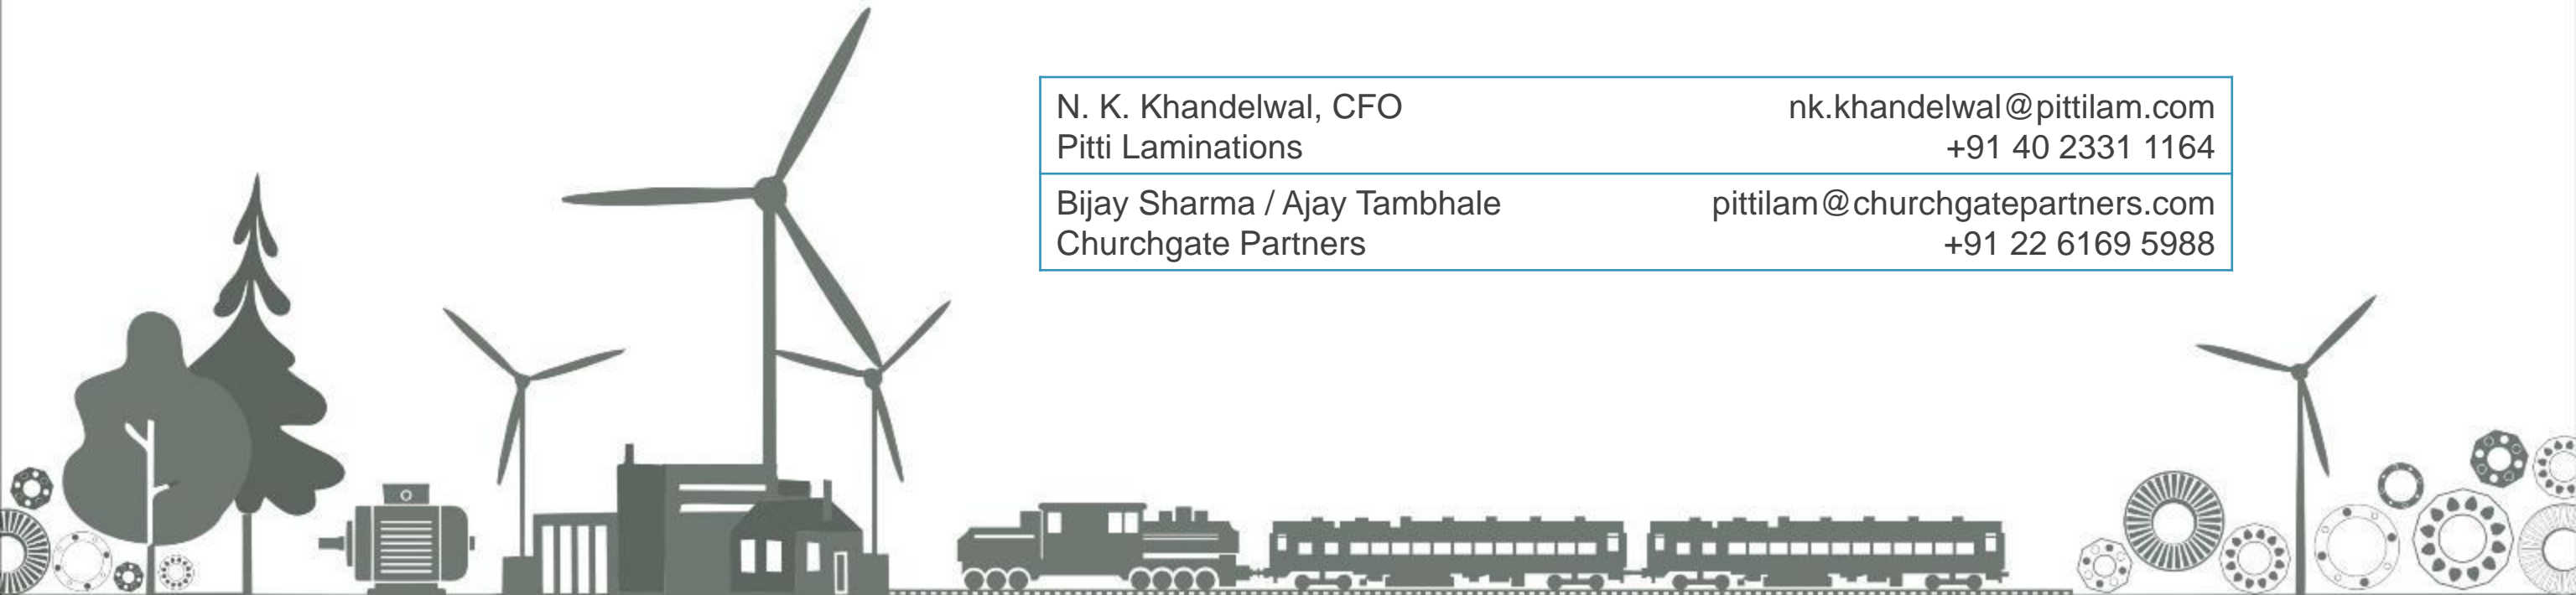 N. K. Khandelwal, CFO nk.khandelwal@pittilam.com
Pitti Laminations +91 40 2331 1164
Bijay Sharma / Ajay Tambhale pittilam@churchgatepartners.com
Churchgate Partners +91 22 6169 5988